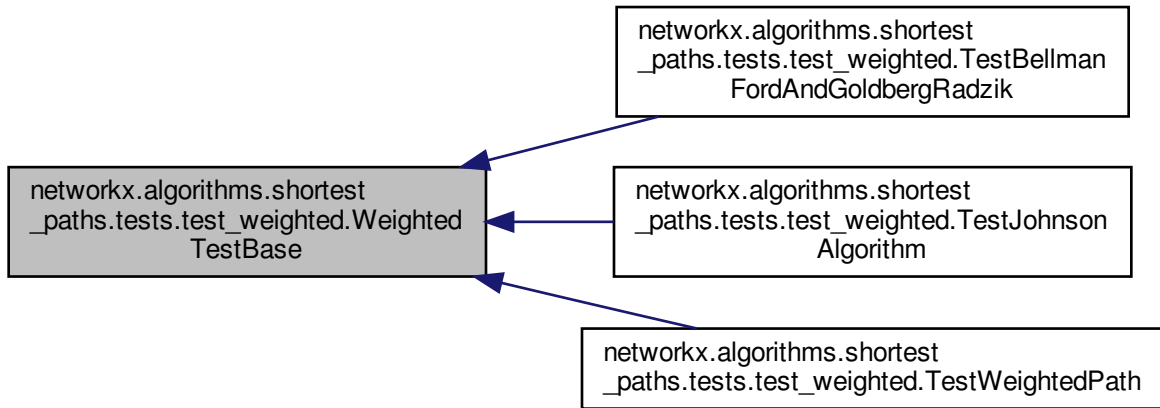 networkx.algorithms.shortest
_paths.tests.test_weighted.TestBellman
FordAndGoldbergRadzik
networkx.algorithms.shortest
_paths.tests.test_weighted.Weighted
TestBase
networkx.algorithms.shortest
_paths.tests.test_weighted.TestJohnson
Algorithm
networkx.algorithms.shortest
_paths.tests.test_weighted.TestWeightedPath